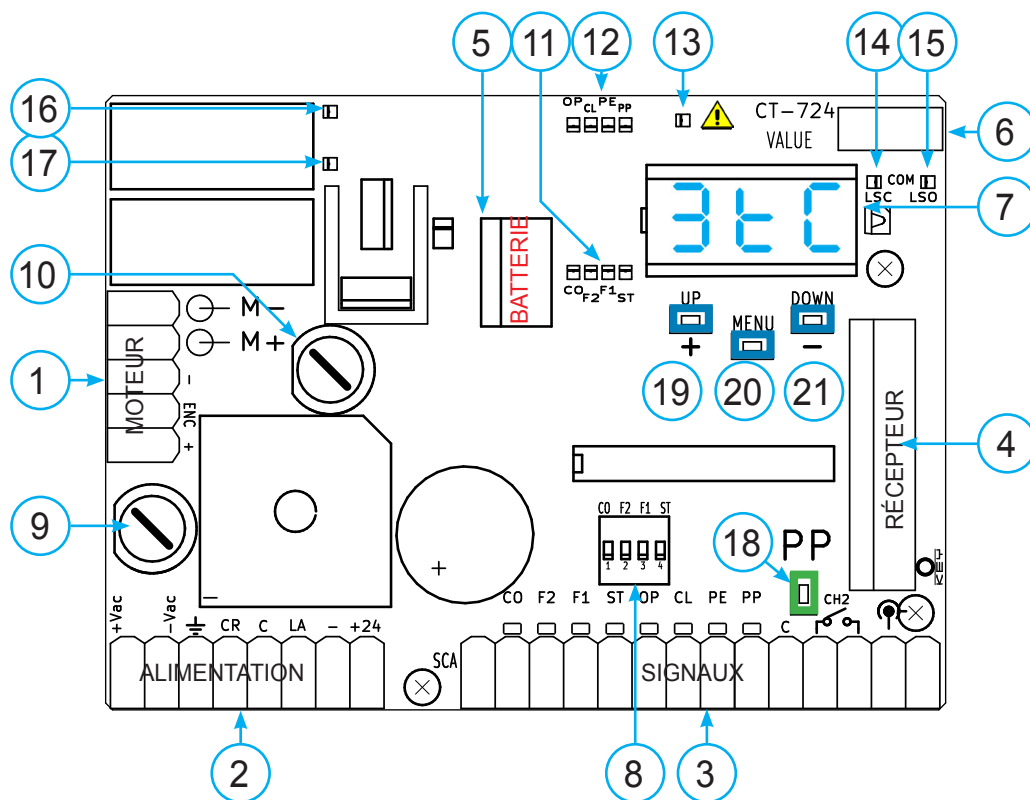 5
11
12
13
14
15
16
17
OP CL PE PP
CT-724
VALUE
6
COM
LSC
LSO
7
3tC
BATTERIE
CO F2 F1 ST
10
M -
M +
UP
DOWN
MENU
+
-
19
20
21
1
MOTEUR
- ENC +
4
RÉCEPTEUR
9
CO F2 F1 ST
1 2 3 4
18
PP
KEY
+
-
+Vac
-Vac
CR C LA - +24
CO F2 F1 ST OP CL PE PP
C
CH2
ALIMENTATION
SCA
SIGNAUX
2
8
3